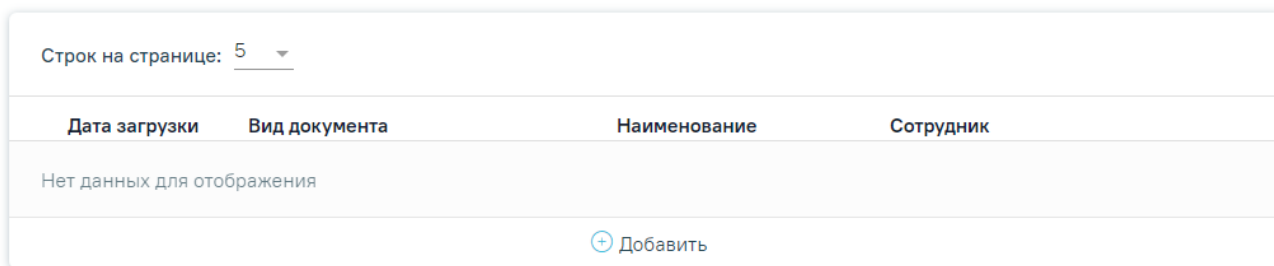 Строк на странице: 5
Дата загрузки Вид документа Наименование Сотрудник
Нет данных для отображения
Добавить